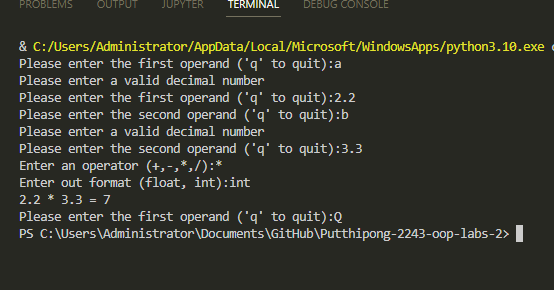 PROBLEMS OUTPUT JUPYTER TERMINAL DEBUG CONSOLE
& C:/Users/Administrator/AppData/Local/Microsoft/WindowsApps/python3.10.exe
Please enter the first operand ('q' to quit):a
Please enter a valid decimal number
Please enter the first operand ('q' to quit):2.2
Please enter the second operand ('q' to quit):b
Please enter a valid decimal number
Please enter the second operand ('q' to quit):3.3
Enter an operator (+,-,*,/):*
Enter out format (float, int):int
2.2 * 3.3 = 7
Please enter the first operand ('q' to quit):Q
PS C:\Users\Administrator\Documents\GitHub\Putthipong-2243-oop-labs-2>